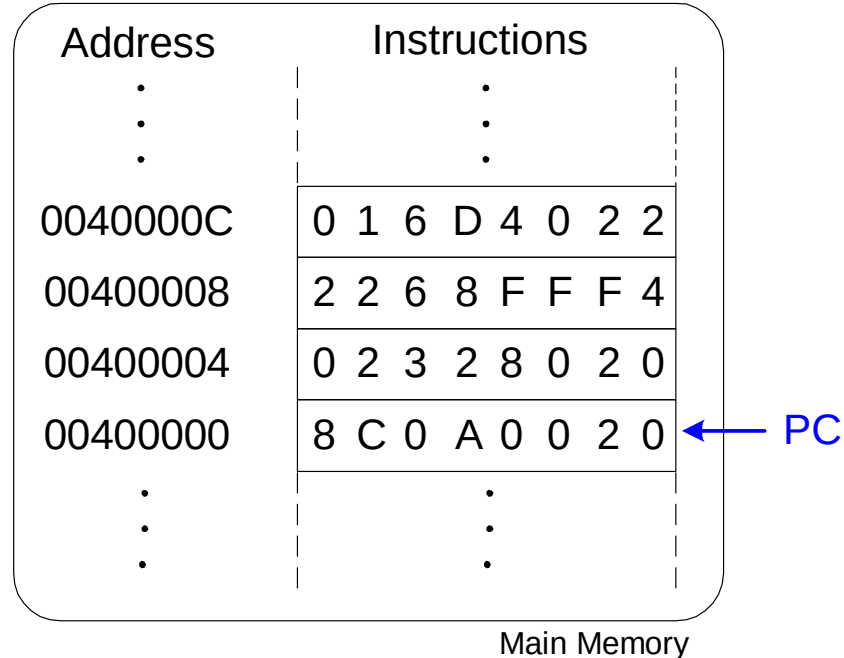 Address Instructions
0040000C 0 1 6 D 4 0 2 2
00400008 2 2 6 8 F F F 4
00400004 0 2 3 2 8 0 2 0
00400000 8 C 0 A 0 0 2 0 PC
Main Memory